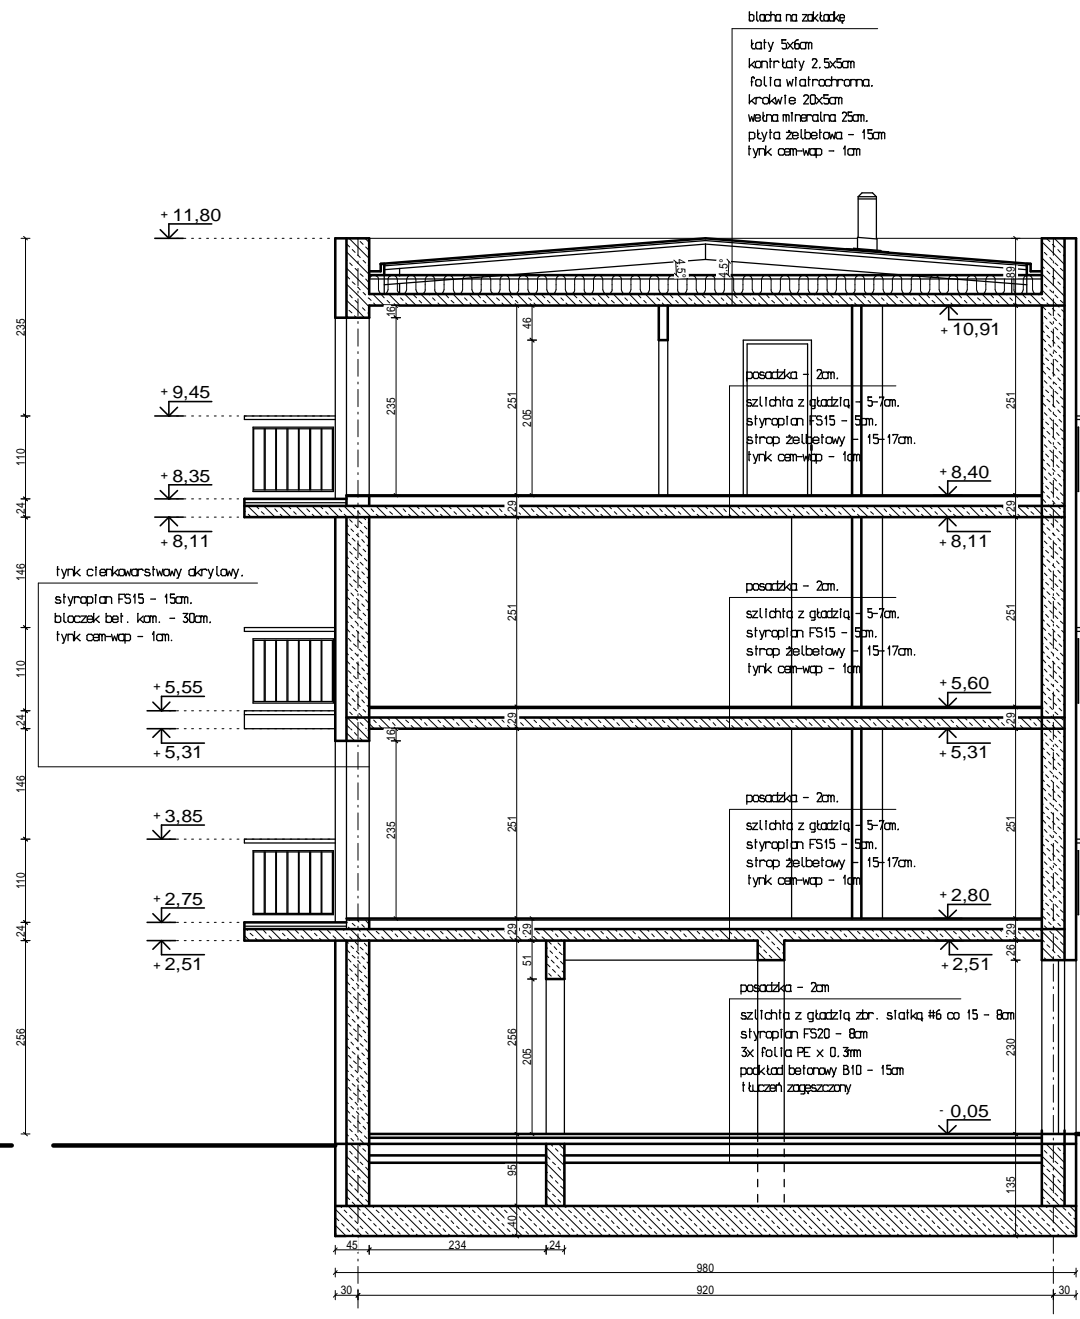 blacha na zakładkę
łaty 5x6cm
kontrłaty 2.5x5cm
folia wiatrochronna.
krokwie 20x5cm
wełna mineralna 25cm.
płyta żelbetowa - 15cm
tynk cem-wap - 1cm
+ 11,80
89
4.5°
4.5°
16
46
+ 10,91
235
+ 9,45
235
251
205
251
posadzka - 2cm.
szlichta z gładzią - 5-7cm.
styropian FS15 - 5cm.
strop żelbetowy - 15-17cm.
tynk cem-wap - 1cm
110
+ 8,35
+ 8,40
24
29
29
+ 8,11
+ 8,11
146
tynk cienkowarstwowy akrylowy.
styropian FS15 - 15cm.
bloczek bet. kom. - 30cm.
tynk cem-wap - 1cm.
251
251
posadzka - 2cm.
szlichta z gładzią - 5-7cm.
styropian FS15 - 5cm.
strop żelbetowy - 15-17cm.
tynk cem-wap - 1cm
110
+ 5,55
+ 5,60
24
29
29
16
+ 5,31
+ 5,31
146
+ 3,85
235
251
251
posadzka - 2cm.
szlichta z gładzią - 5-7cm.
styropian FS15 - 5cm.
strop żelbetowy - 15-17cm.
tynk cem-wap - 1cm
110
+ 2,75
+ 2,80
24
29
29
29
+ 2,51
51
26
+ 2,51
posadzka - 2cm
szlichta z gładzią zbr. siatką #6 co 15 - 8cm
styropian FS20 - 8cm
3x folia PE x 0.3mm
podkład betonowy B10 - 15cm
tłuczeń zagęszczony
256
256
205
230
- 0,05
95
135
40
45
234
24
980
30
920
30